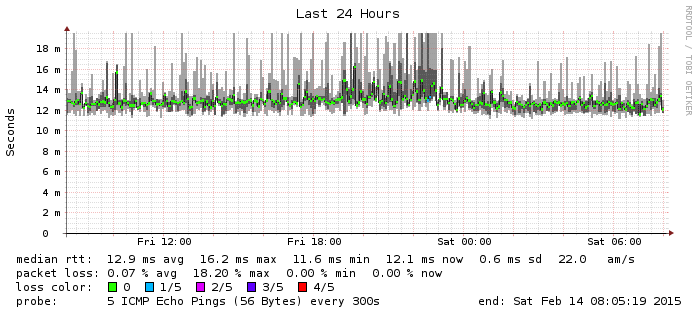 Last 24 Hours
RRDTOOL / TOBI OETIKER
Seconds
18 m
16 m
14 m
12 m
10 m
8 m
6 m
4 m
2 m
0
Fri 12:00 Fri 18:00 Sat 00:00 Sat 06:00
median rtt: 12.9 ms avg 16.2 ms max 11.6 ms min 12.1 ms now 0.6 ms sd 22.0 am/s
packet loss: 0.07 % avg 18.20 % max 0.00 % min 0.00 % now
loss color: 0 1/5 2/5 3/5 4/5
probe: 5 ICMP Echo Pings (56 Bytes) every 300s end: Sat Feb 14 08:05:19 2015